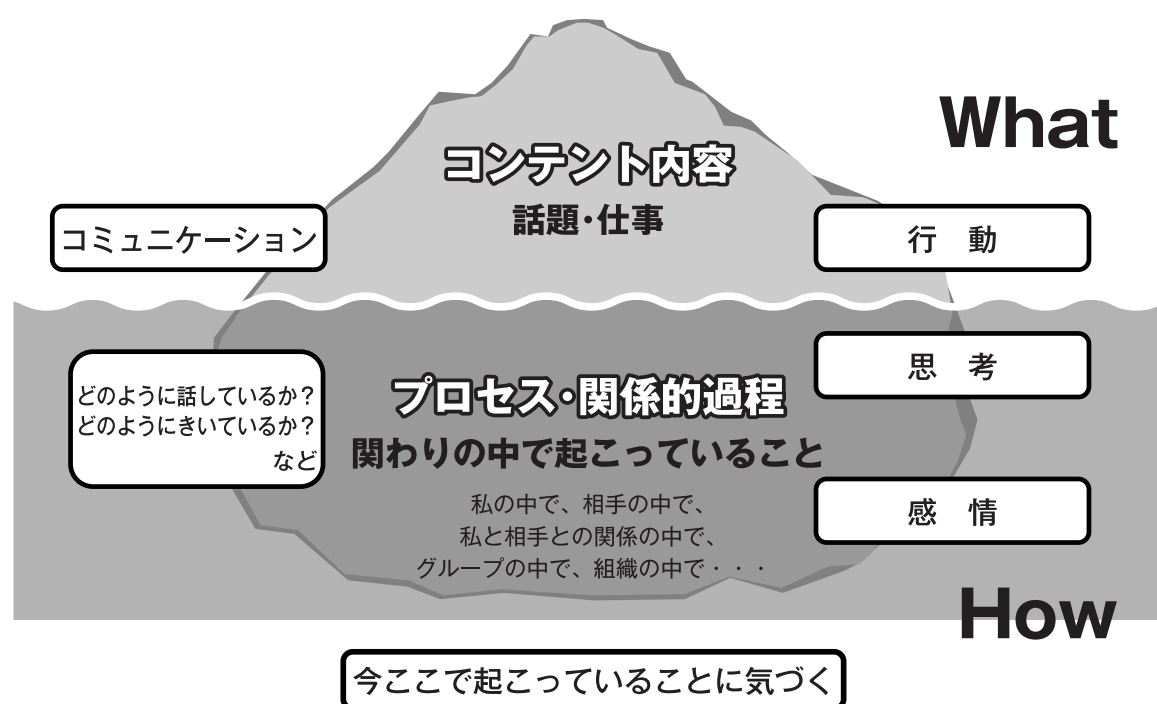 What
コンテント内容
話題・仕事
コミュニケーション
行　動
思　考
どのように話しているか？
どのようにきいているか？
など
プロセス・関係的過程
関わりの中で起こっていること
感　情
私の中で、相手の中で、
私と相手との関係の中で、
グループの中で、組織の中で・・・
How
今ここで起こっていることに気づく